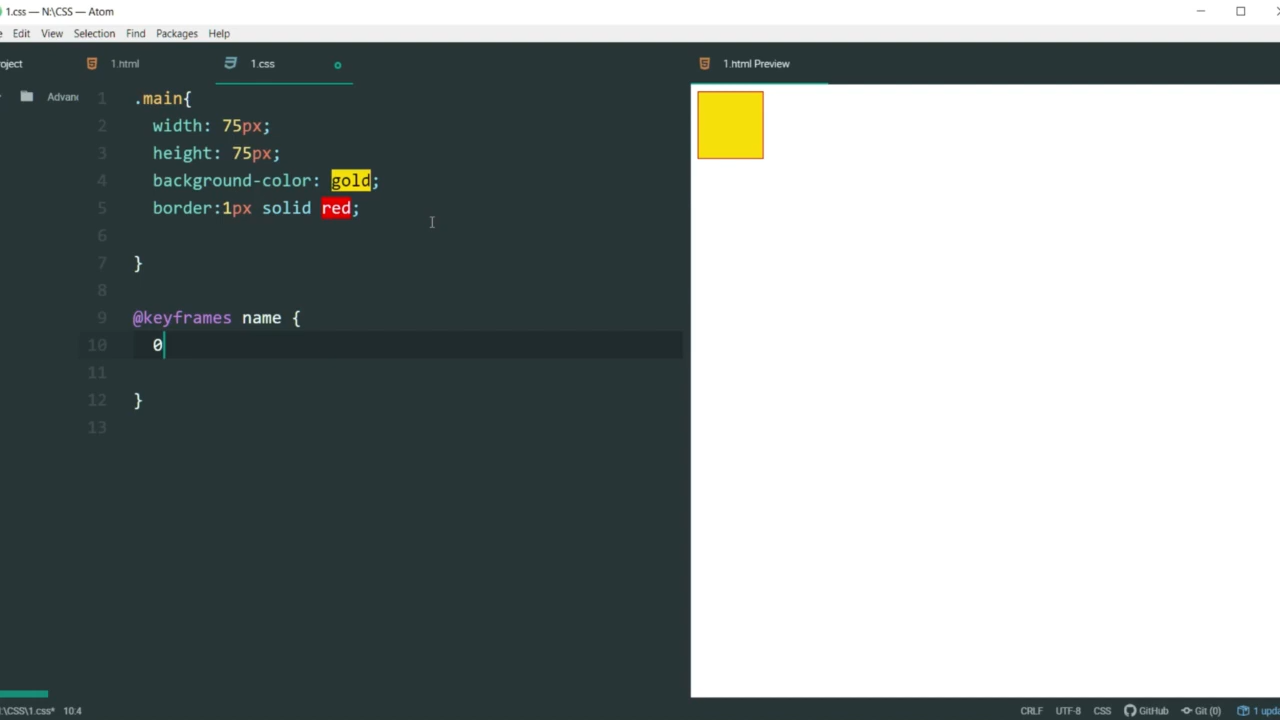 1.css — N:\CSS — Atom
Edit View Selection Find Packages Help
oject
1.html
1.css
1.html Preview
Advanc
1 .main{
2 width: 75px;
3 height: 75px;
4 background-color: gold;
5 border:1px solid red;
6
7 }
8
9 @keyframes name {
10 0
11
12 }
13
:\CSS\1.css* 10:4
CRLF UTF-8 CSS GitHub Git (0) 1 upda